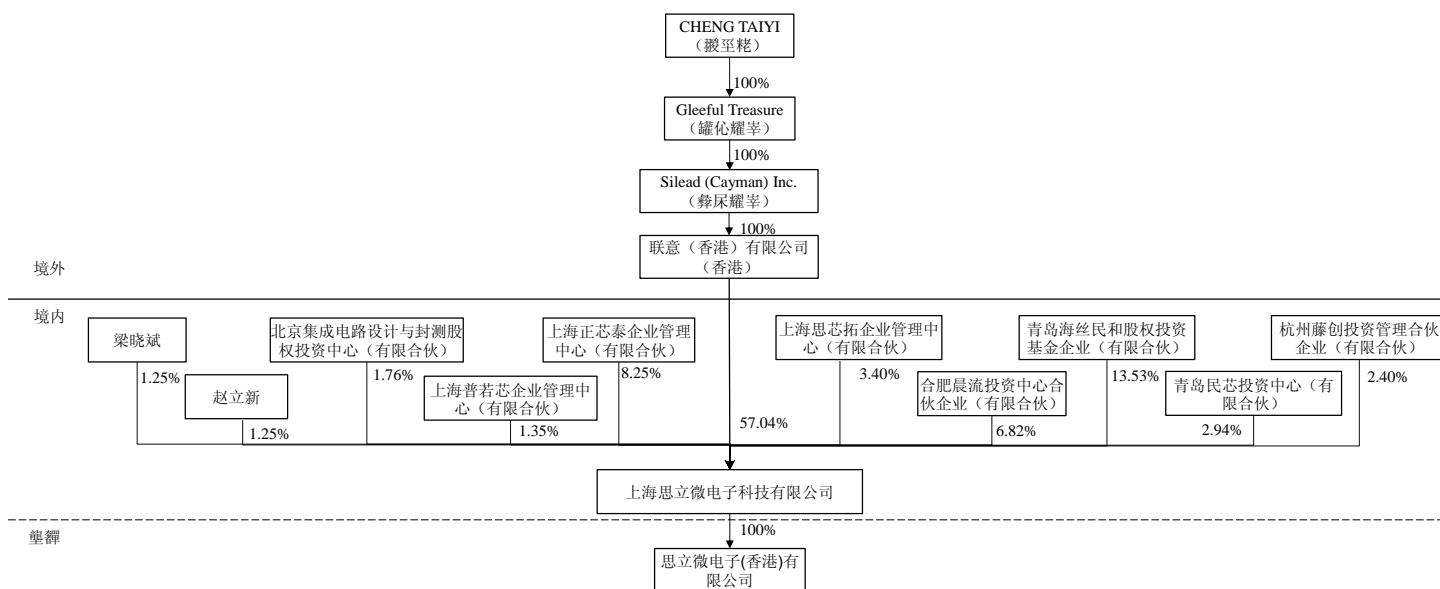 CHENG TAIYI
（翆坙粩）
100%
Gleeful Treasure
100%
Silead (Cayman) Inc.
100%
联意（香港）有限公司
（香港）
境外
境内
梁晓斌
1.25%
赵立新
1.25%
北京集成电路设计与封测股
权投资中心（有限合伙）
1.76%
上海普若芯企业管理中
心（有限合伙）
1.35%
上海正芯泰企业管理
中心（有限合伙）
8.25%
57.04%
上海思芯拓企业管理中
心（有限合伙）
3.40%
合肥晨流投资中心合
伙企业（有限合伙）
6.82%
青岛海丝民和股权投资
基金企业（有限合伙）
13.53%
青岛民芯投资中心（有
限合伙）
2.94%
杭州藤创投资管理合伙
企业（有限合伙）
2.40%
上海思立微电子科技有限公司
100%
思立微电子(香港)有
限公司